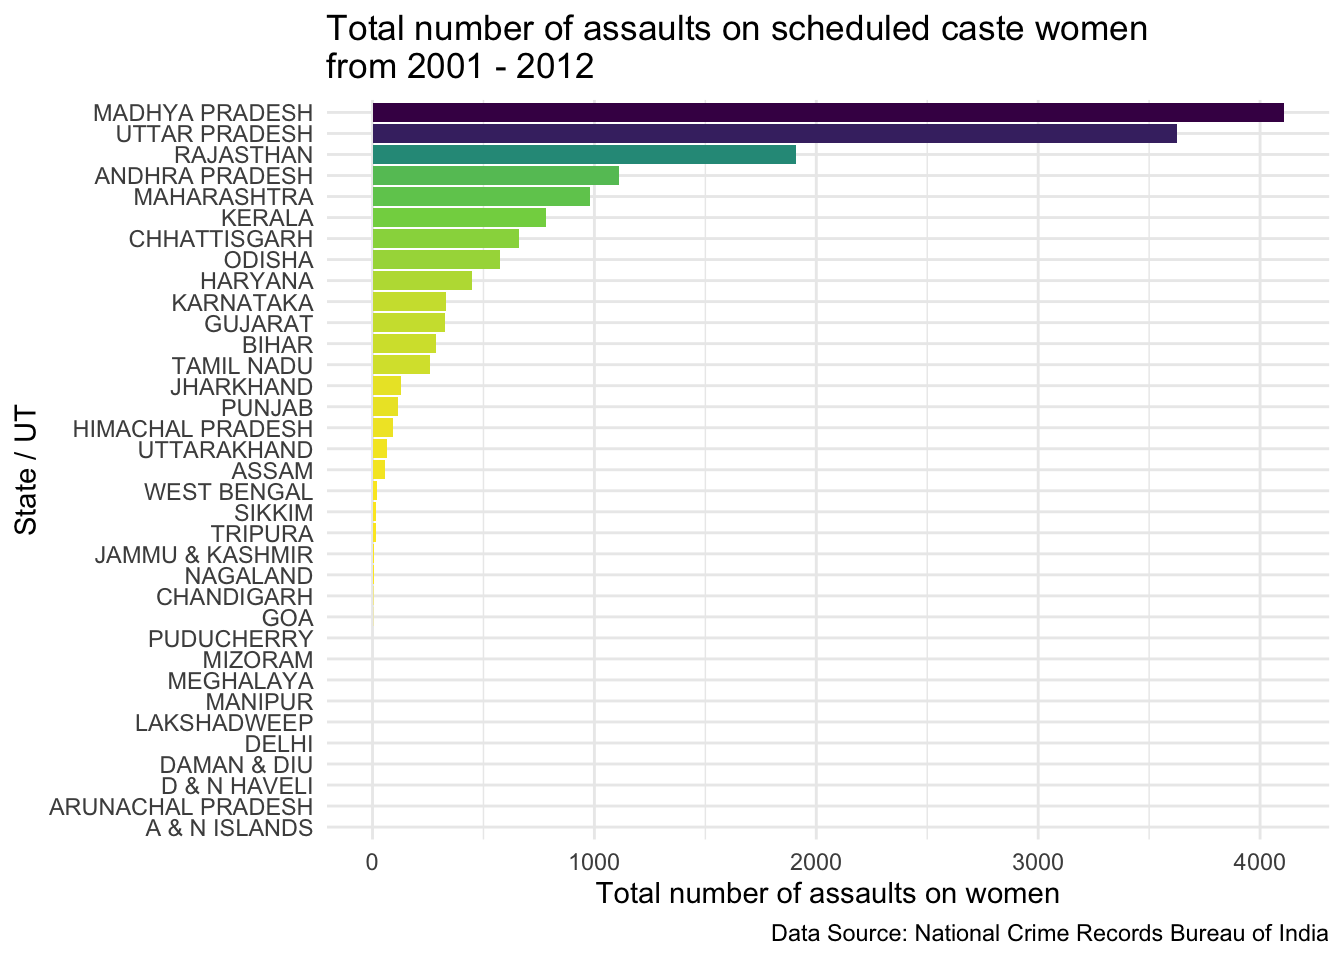 Total number of assaults on scheduled caste women
from 2001 - 2012
MADHYA PRADESH
UTTAR PRADESH
RAJASTHAN
ANDHRA PRADESH
MAHARASHTRA
KERALA
CHHATTISGARH
ODISHA
HARYANA
KARNATAKA
GUJARAT
BIHAR
TAMIL NADU
JHARKHAND
PUNJAB
HIMACHAL PRADESH
UTTARAKHAND
ASSAM
WEST BENGAL
SIKKIM
TRIPURA
JAMMU & KASHMIR
NAGALAND
CHANDIGARH
GOA
PUDUCHERRY
MIZORAM
MEGHALAYA
MANIPUR
LAKSHADWEEP
DELHI
DAMAN & DIU
D & N HAVELI
ARUNACHAL PRADESH
A & N ISLANDS
State / UT
0 1000 2000 3000 4000
Total number of assaults on women
Data Source: National Crime Records Bureau of India